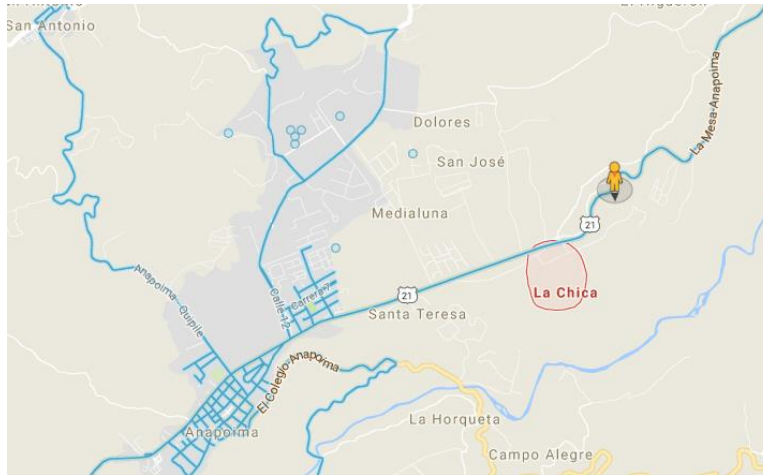 San Antonio
La-Mesa-Anapoima
Dolores
San José
Medialuna
21
La Chica
Anapoima - Quipile
Calle-12
Carrera-7
21
Santa Teresa
El-Colegio-Anapoima
Anapoima
La Horqueta
Campo Alegre